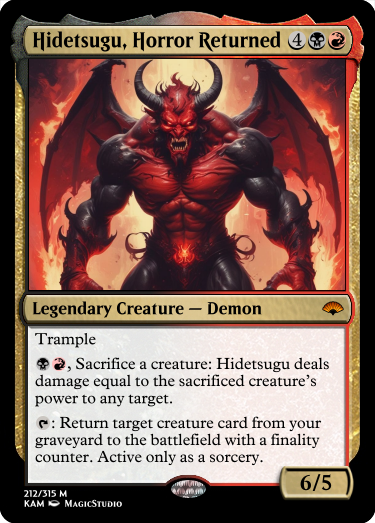 Hidetsugu, Horror Returned 4
Legendary Creature — Demon
Trample
, Sacrifice a creature: Hidetsugu deals
damage equal to the sacrificed creature's
power to any target.
: Return target creature card from your
graveyard to the battlefield with a finality
counter. Active only as a sorcery.
6/5
212/315 M
KAM MagicStudio